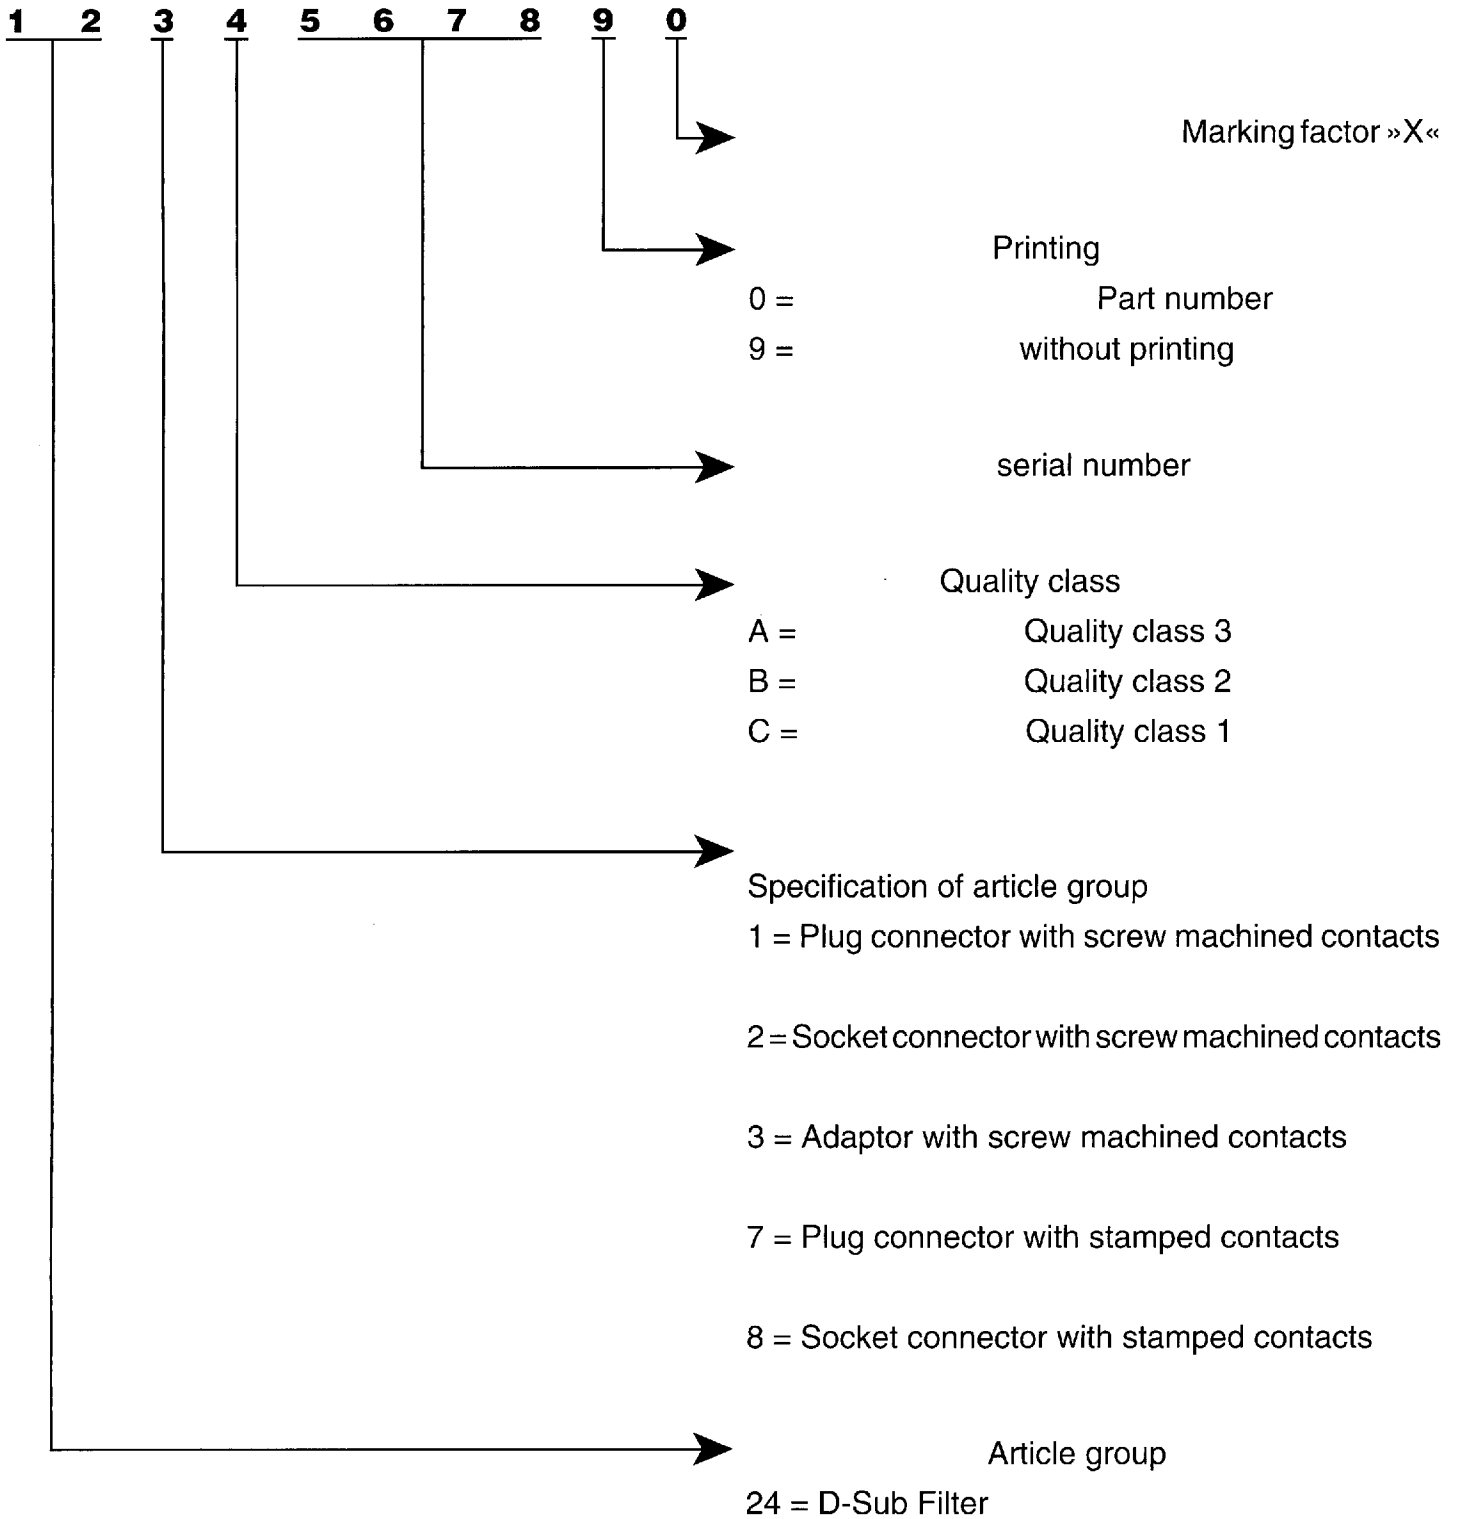 1 2 3 4 5 6 7 8 9 0
Marking factor »X«
Printing
0 = Part number
9 = without printing
serial number
Quality class
A = Quality class 3
B = Quality class 2
C = Quality class 1
Specification of article group
1 = Plug connector with screw machined contacts
2 = Socket connector with screw machined contacts
3 = Adaptor with screw machined contacts
7 = Plug connector with stamped contacts
8 = Socket connector with stamped contacts
Article group
24 = D-Sub Filter